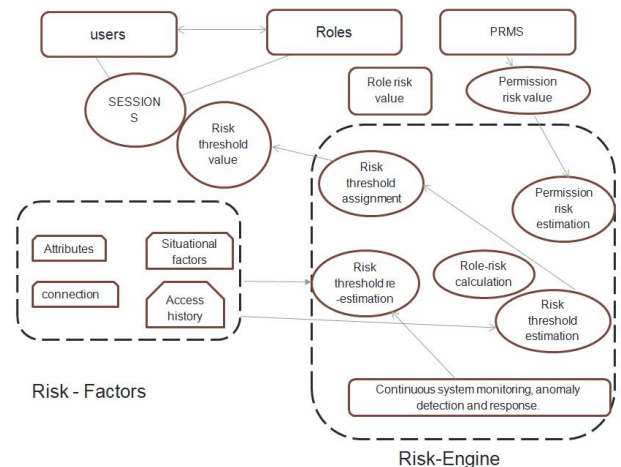 users
Roles
PRMS
SESSION
S
Risk
threshold
value
Role risk
value
Permission
risk value
Risk
threshold
assignment
Permission
risk
estimation
Attributes
Situational
factors
connection
Access
history
Risk
threshold re
-estimation
Role-risk
calculation
Risk
threshold
estimation
Continuous system monitoring, anomaly
detection and response.
Risk - Factors
Risk-Engine